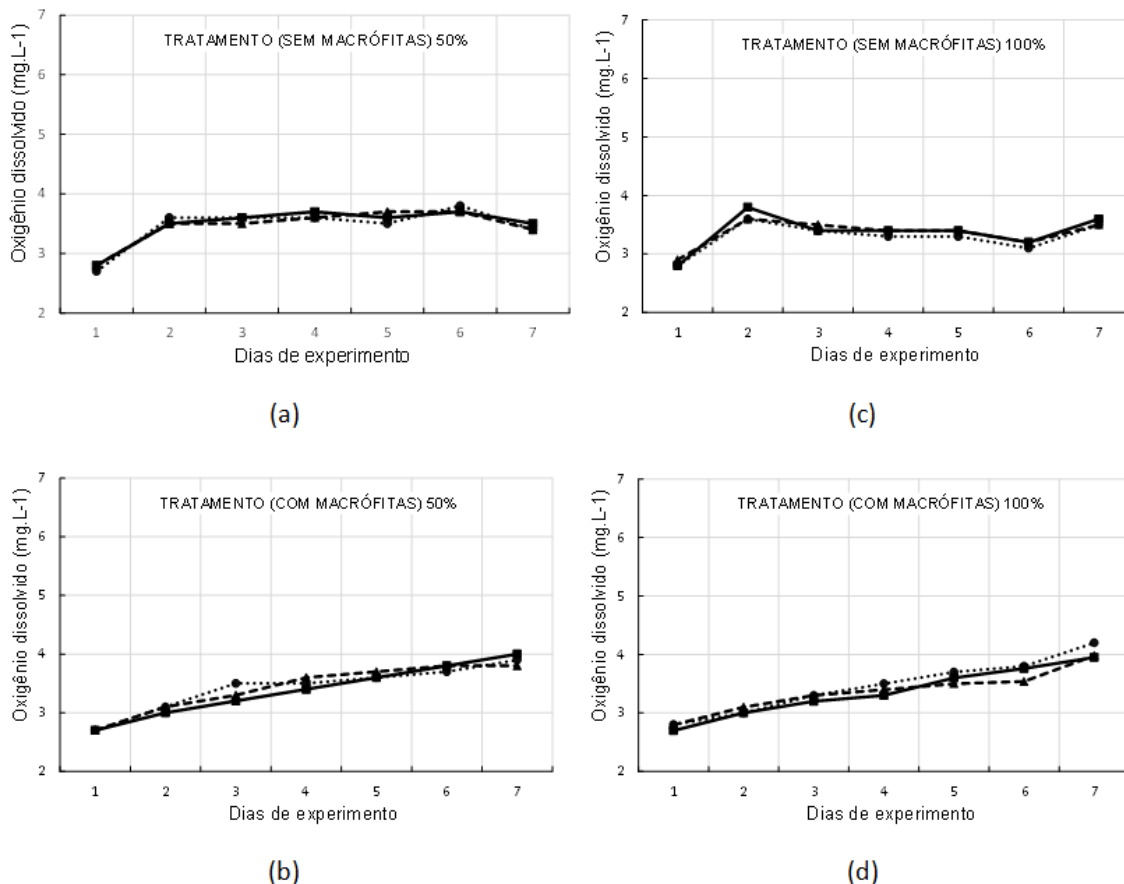 TRATAMENTO (SEM MACRÓFITAS) 50%
Oxigênio dissolvido (mg.L-1)
7
6
5
4
3
2
1 2 3 4 5 6 7
Dias de experimento
(a)
TRATAMENTO (SEM MACRÓFITAS) 100%
Oxigênio dissolvido (mg.L-1)
7
6
5
4
3
2
1 2 3 4 5 6 7
Dias de experimento
(c)
TRATAMENTO (COM MACRÓFITAS) 50%
Oxigênio dissolvido (mg.L-1)
7
6
5
4
3
2
1 2 3 4 5 6 7
Dias de experimento
(b)
TRATAMENTO (COM MACRÓFITAS) 100%
Oxigênio dissolvido (mg.L-1)
7
6
5
4
3
2
1 2 3 4 5 6 7
Dias de experimento
(d)